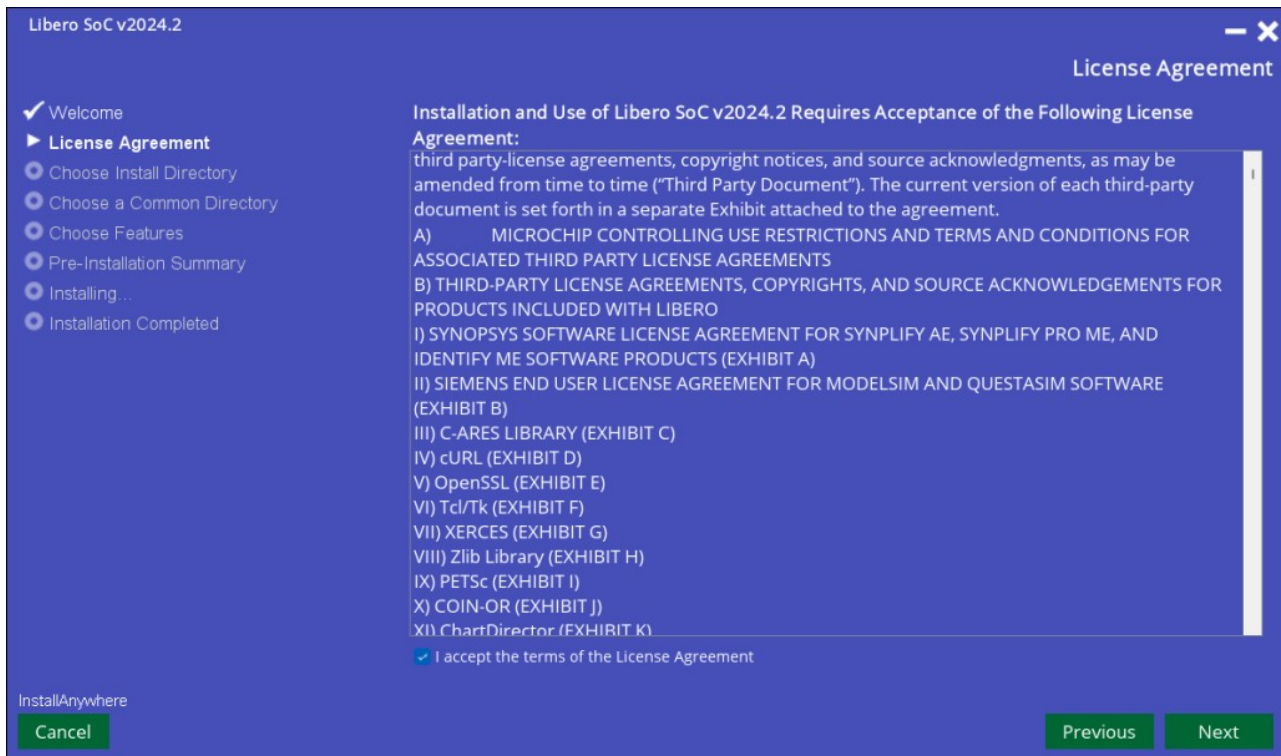 Libero SoC v2024.2
License Agreement
Welcome
License Agreement
Choose Install Directory
Choose a Common Directory
Choose Features
Pre-Installation Summary
Installing...
Installation Completed
Installation and Use of Libero SoC v2024.2 Requires Acceptance of the Following License
Agreement:
third party-license agreements, copyright notices, and source acknowledgments, as may be
amended from time to time (“Third Party Document”). The current version of each third-party
document is set forth in a separate Exhibit attached to the agreement.
A) MICROCHIP CONTROLLING USE RESTRICTIONS AND TERMS AND CONDITIONS FOR
ASSOCIATED THIRD PARTY LICENSE AGREEMENTS
B) THIRD-PARTY LICENSE AGREEMENTS, COPYRIGHTS, AND SOURCE ACKNOWLEDGEMENTS FOR
PRODUCTS INCLUDED WITH LIBERO
I) SYNOPSYS SOFTWARE LICENSE AGREEMENT FOR SYNPLIFY AE, SYNPLIFY PRO ME, AND
IDENTIFY ME SOFTWARE PRODUCTS (EXHIBIT A)
II) SIEMENS END USER LICENSE AGREEMENT FOR MODELSIM AND QUESTASIM SOFTWARE
(EXHIBIT B)
III) C-ARES LIBRARY (EXHIBIT C)
IV) cURL (EXHIBIT D)
V) OpenSSL (EXHIBIT E)
VI) Tcl/Tk (EXHIBIT F)
VII) XERCES (EXHIBIT G)
VIII) Zlib Library (EXHIBIT H)
IX) PETSc (EXHIBIT I)
X) COIN-OR (EXHIBIT J)
XI) ChartDirector (EXHIBIT K)
I accept the terms of the License Agreement
InstallAnywhere
Cancel
Previous
Next